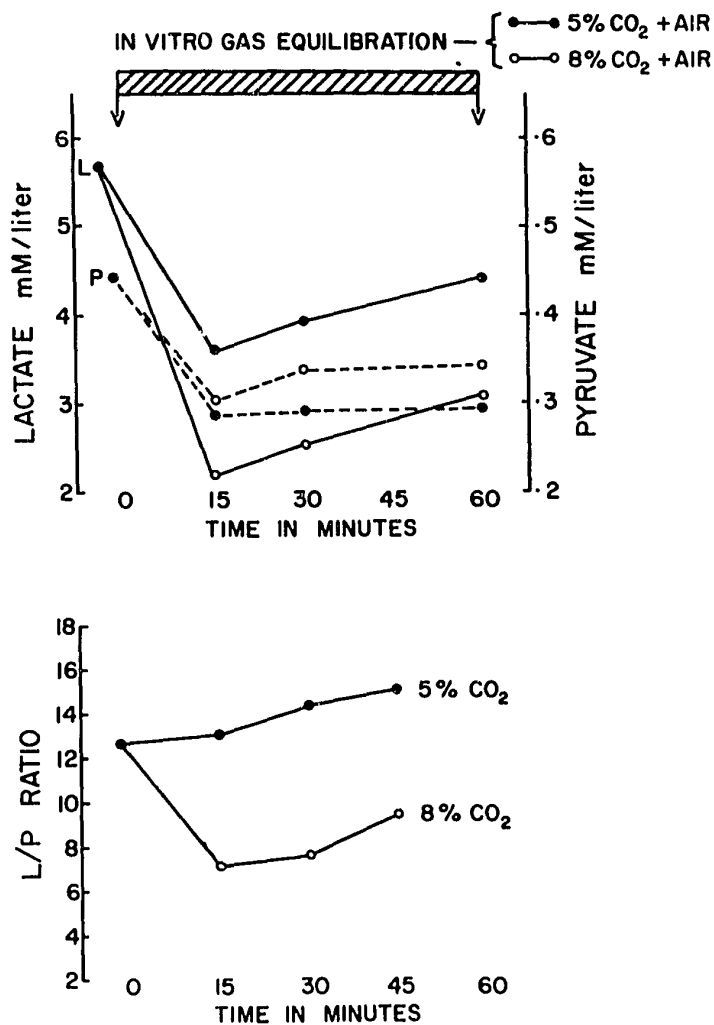 IN VITRO GAS EQUILIBRATION
5% CO₂ + AIR
8% CO₂ + AIR
LACTATE mM/liter
6
5
4
3
2
L
P
.6
.5
.4
.3
.2
PYRUVATE mM/liter
0 15 30 45 60
TIME IN MINUTES
L/P RATIO
18
16
14
12
10
8
6
4
2
5% CO₂
8% CO₂
0 15 30 45 60
TIME IN MINUTES